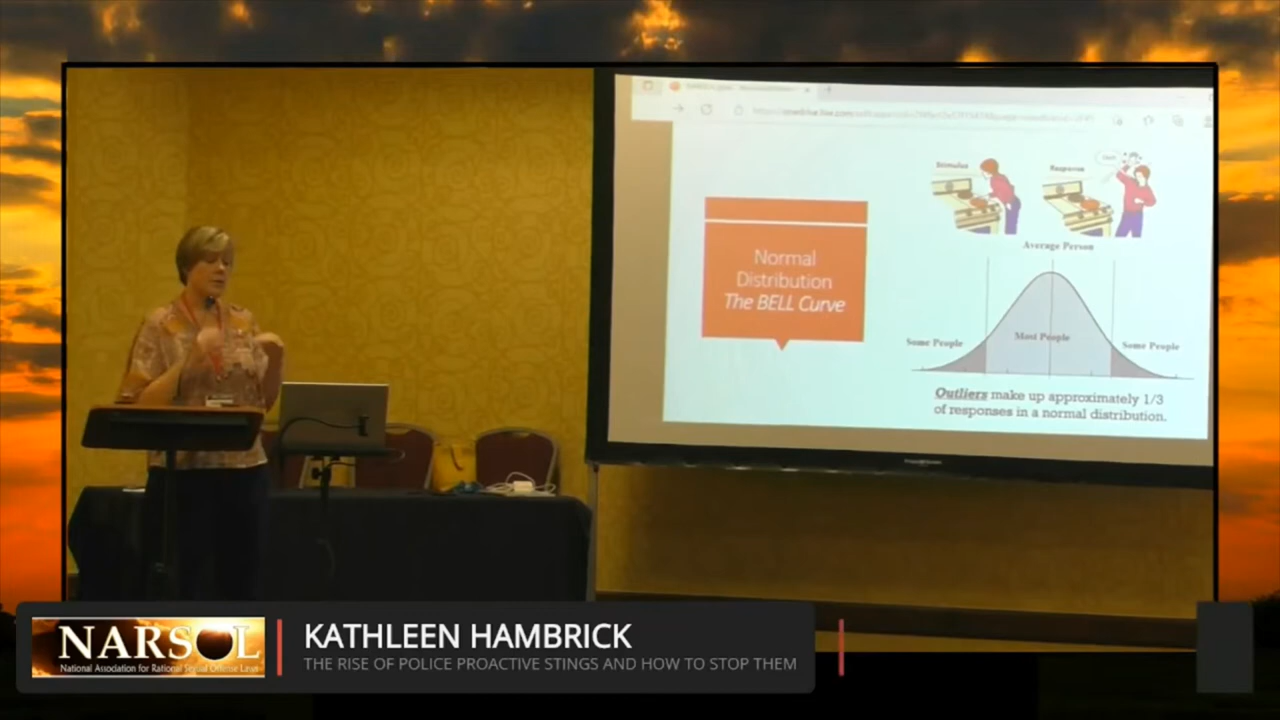 Stimulus
Response
Ouch
Average Person
Normal
Distribution
The BELL Curve
Some People
Most People
Some People
Outliers make up approximately 1/3
of responses in a normal distribution.
NARSOL
National Association for Rational Sexual Offense Laws
KATHLEEN HAMBRICK
THE RISE OF POLICE PROACTIVE STINGS AND HOW TO STOP THEM